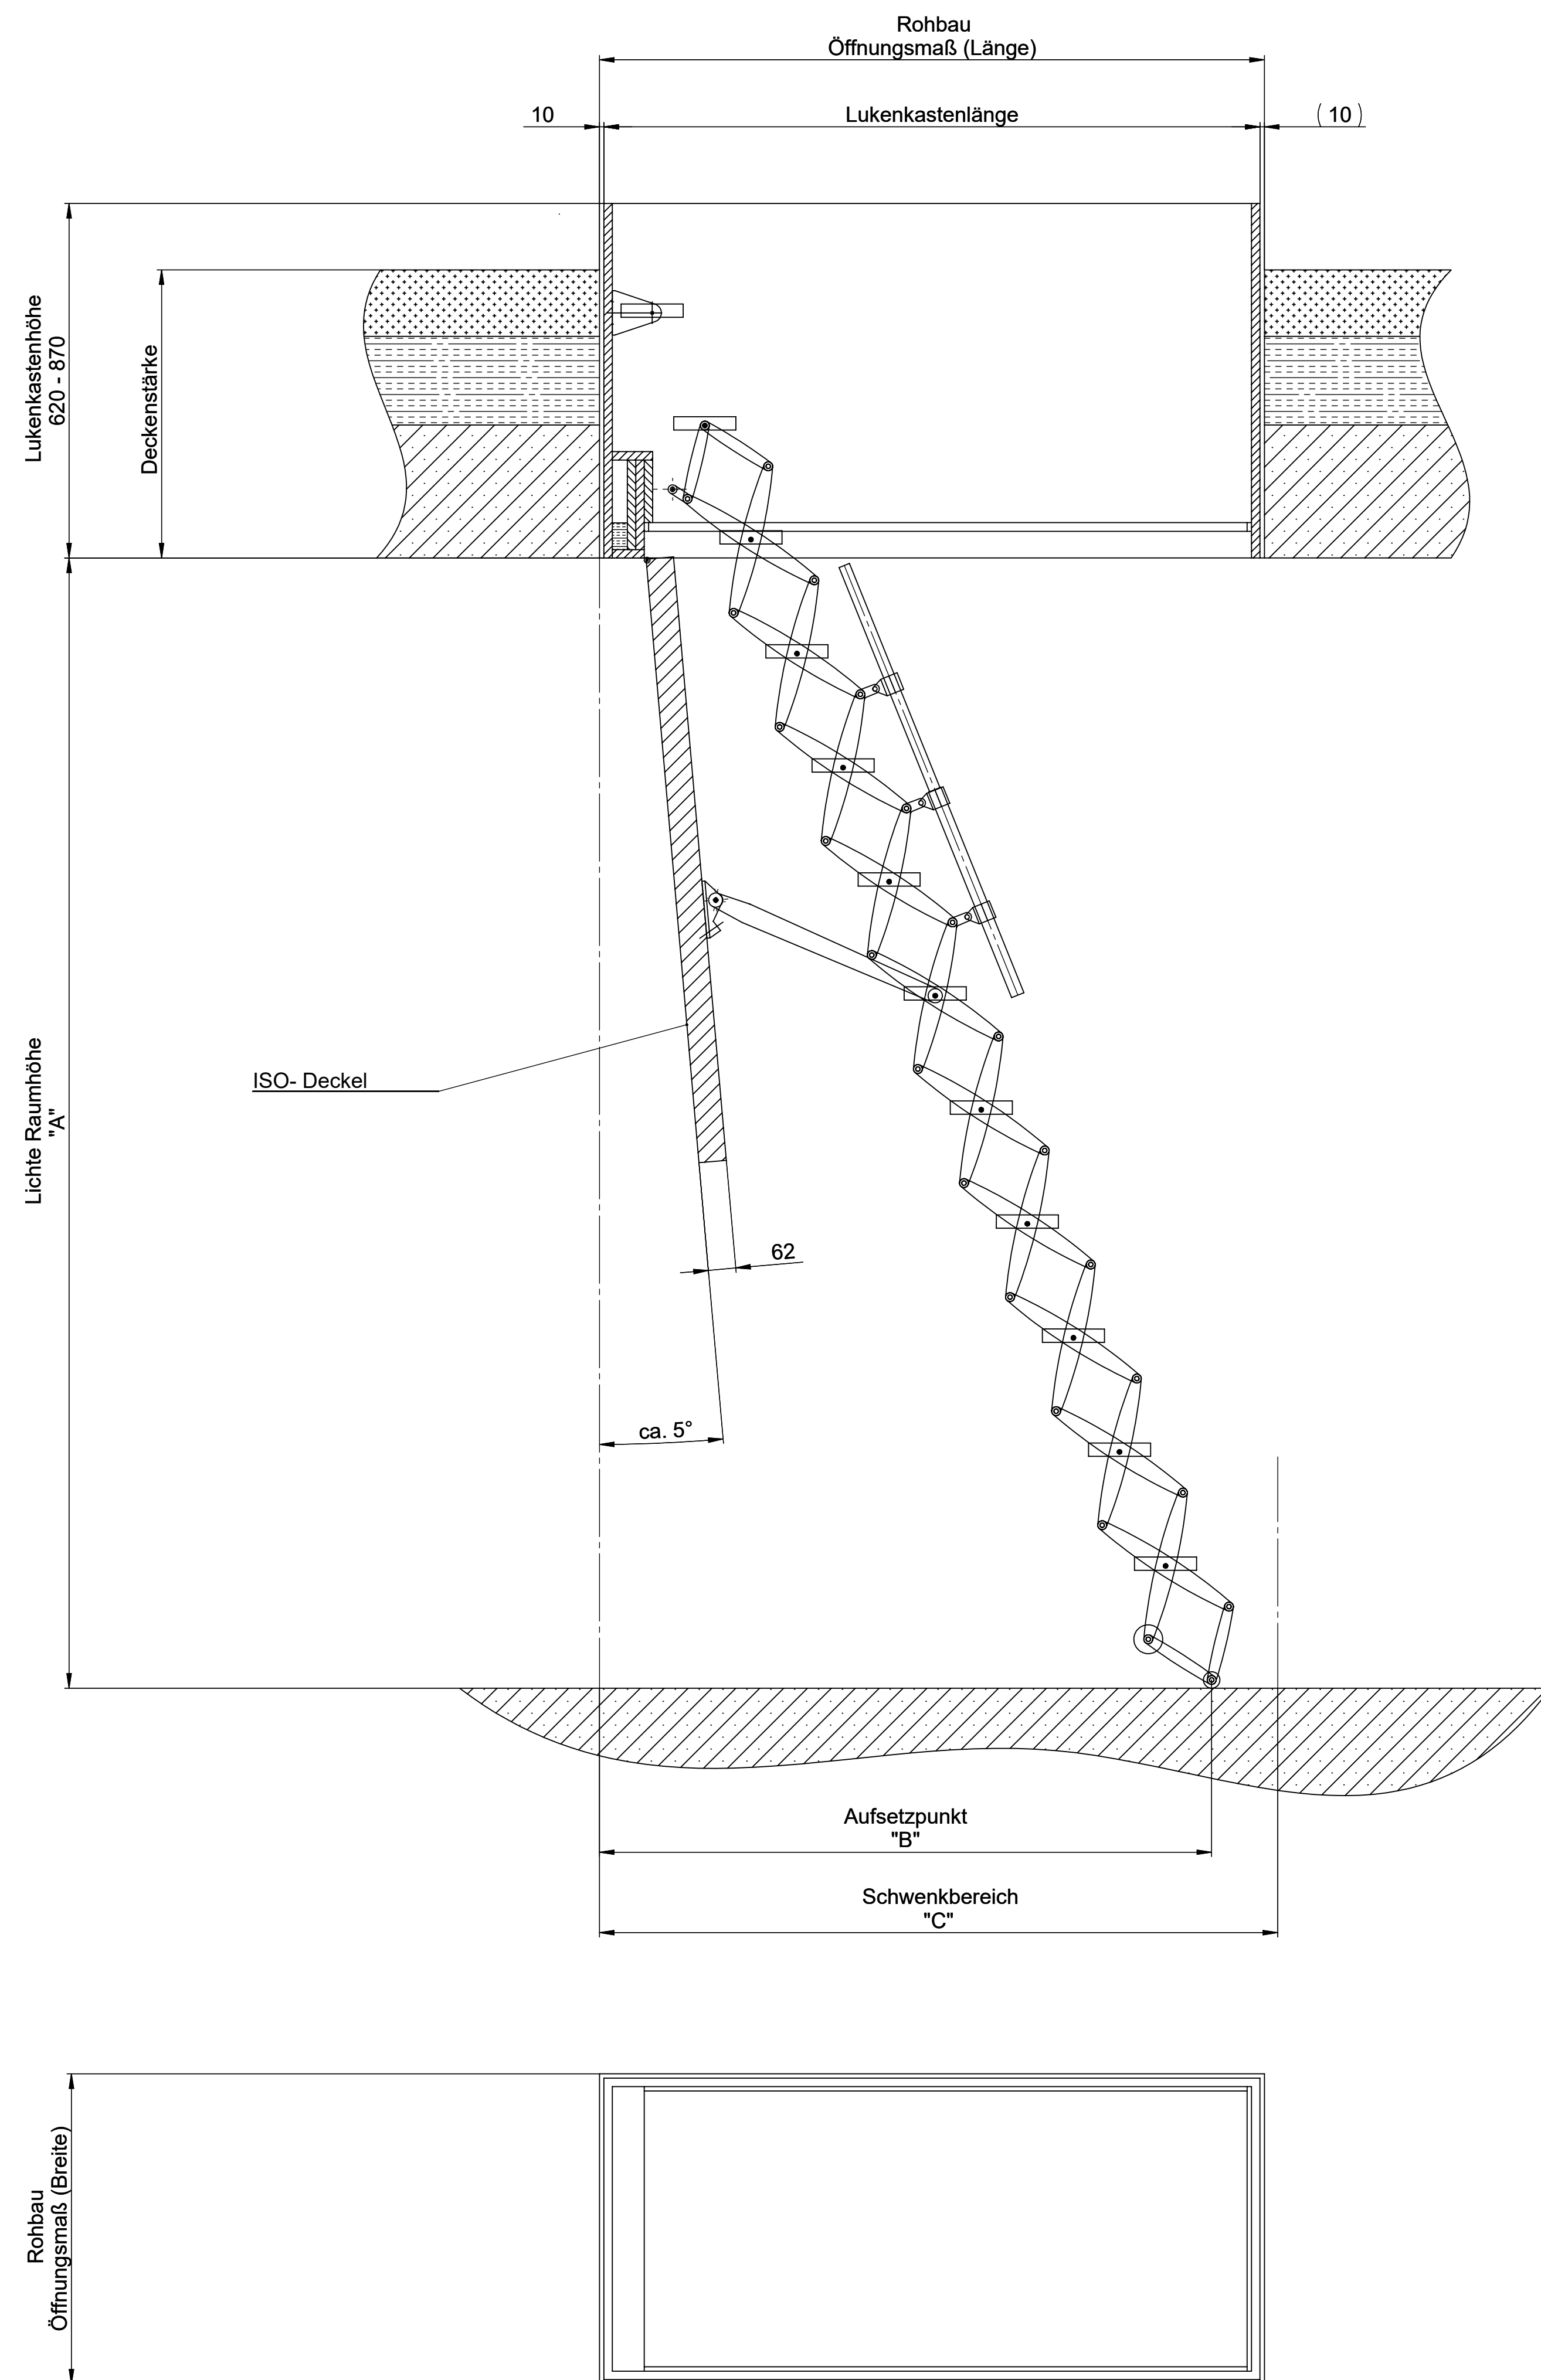 Rohbau
Öffnungsmaß (Länge)
10
Lukenkastenlänge
( 10 )
Lukenkastenhöhe
620 - 870
Deckenstärke
Lichte Raumhöhe
"A"
ISO- Deckel
62
ca. 5°
Aufsetzpunkt
"B"
Schwenkbereich
"C"
Rohbau
Öffnungsmaß (Breite)